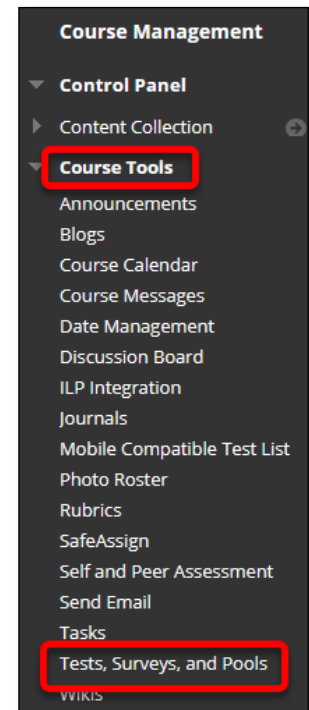 Course Management
Control Panel
Content Collection
Course Tools
Announcements
Blogs
Course Calendar
Course Messages
Date Management
Discussion Board
ILP Integration
Journals
Mobile Compatible Test List
Photo Roster
Rubrics
SafeAssign
Self and Peer Assessment
Send Email
Tasks
Tests, Surveys, and Pools
Wikis